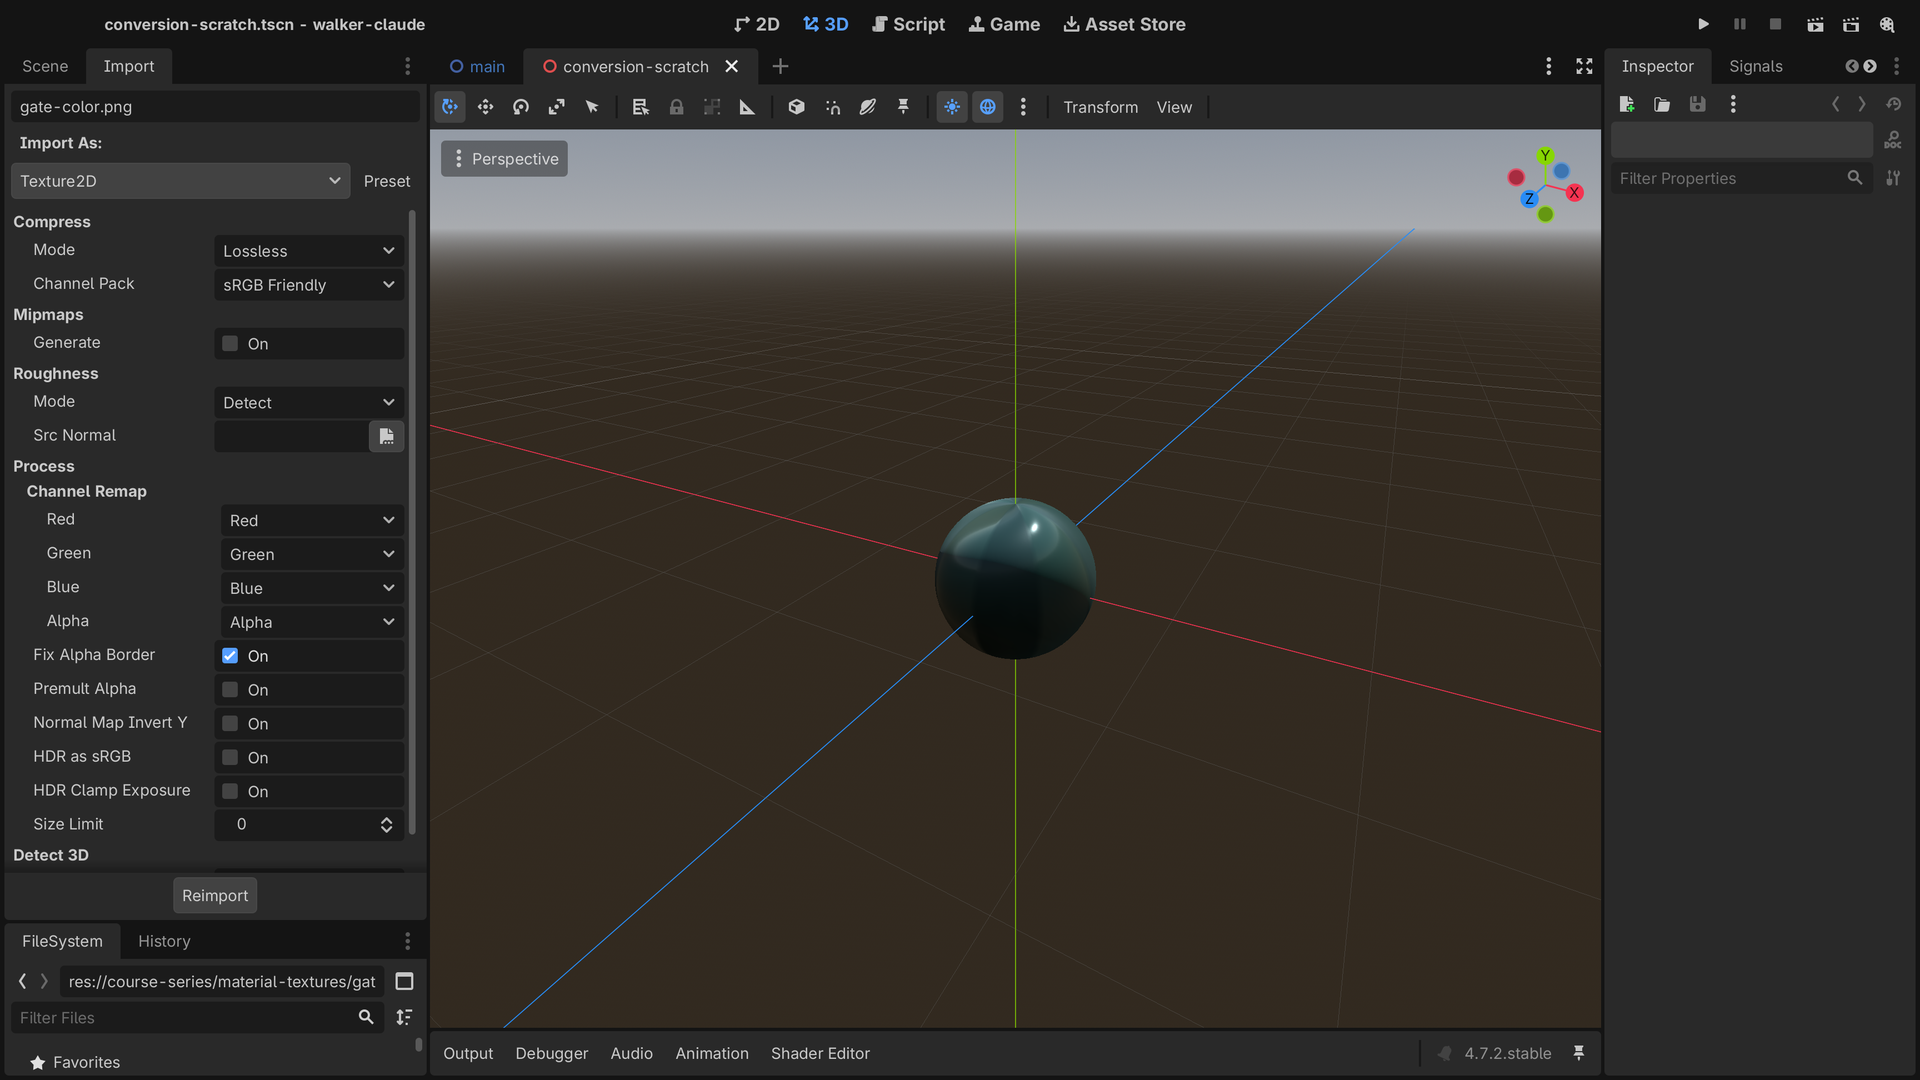 conversion-scratch.tscn - walker-claude
2D
3D
Script
Game
Asset Store
Scene
Import
main
conversion-scratch
Inspector
Signals
gate-color.png
Transform
View
Import As:
Texture2D
Preset
Perspective
Y
X
Z
DOC
Filter Properties
Compress
Mode
Lossless
Channel Pack
sRGB Friendly
Mipmaps
Generate
On
Roughness
Mode
Detect
Src Normal
Process
Channel Remap
Red
Red
Green
Green
Blue
Blue
Alpha
Alpha
Fix Alpha Border
On
Premult Alpha
On
Normal Map Invert Y
On
HDR as sRGB
On
HDR Clamp Exposure
On
Size Limit
0
Detect 3D
Reimport
FileSystem
History
res://course-series/material-textures/gat
Filter Files
Favorites
Output
Debugger
Audio
Animation
Shader Editor
4.7.2.stable